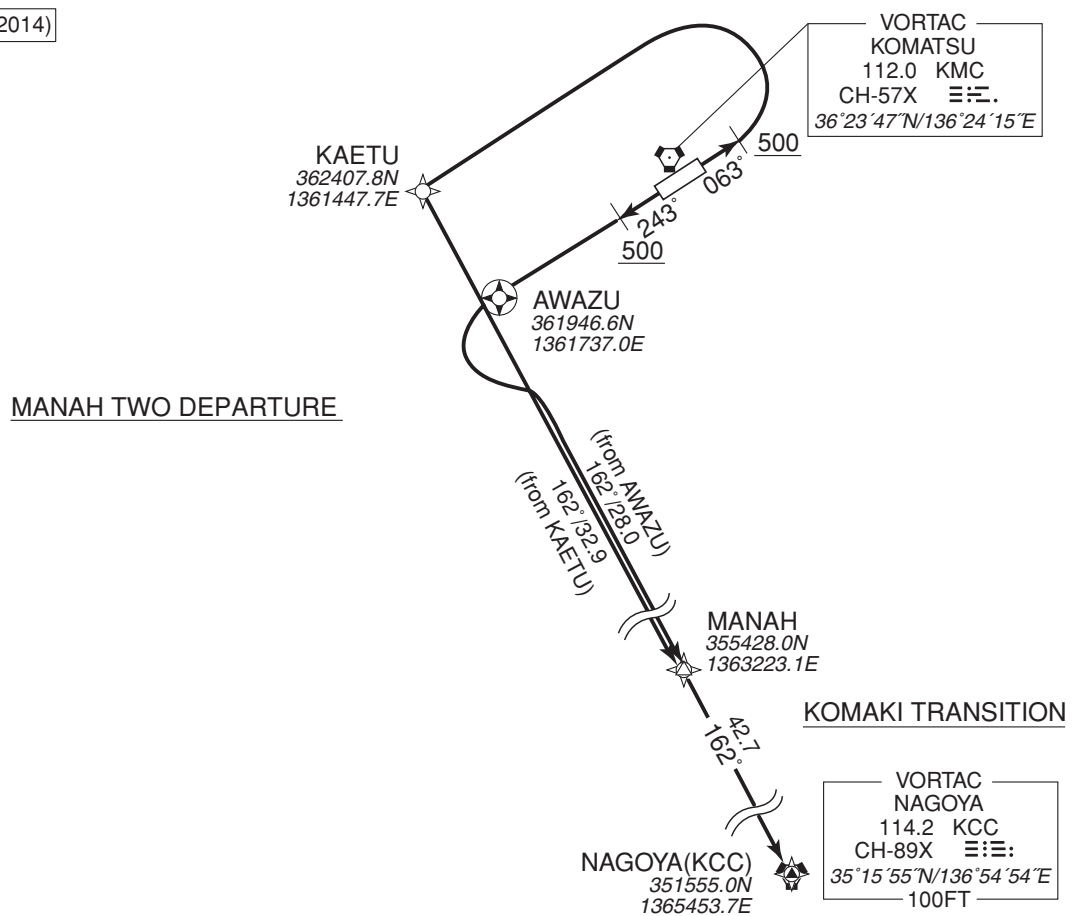 2014)
VORTAC
KOMATSU
112.0 KMC
CH-57X
36°23´47˝N/136°24´15˝E
KAETU
362407.8N
1361447.7E
500
063°
243°
500
AWAZU
361946.6N
1361737.0E
MANAH TWO DEPARTURE
(from AWAZU)
162°/28.0
162°/32.9
(from KAETU)
MANAH
355428.0N
1363223.1E
KOMAKI TRANSITION
42.7
162°
VORTAC
NAGOYA
114.2 KCC
CH-89X
35°15´55˝N/136°54´54˝E
100FT
NAGOYA(KCC)
351555.0N
1365453.7E